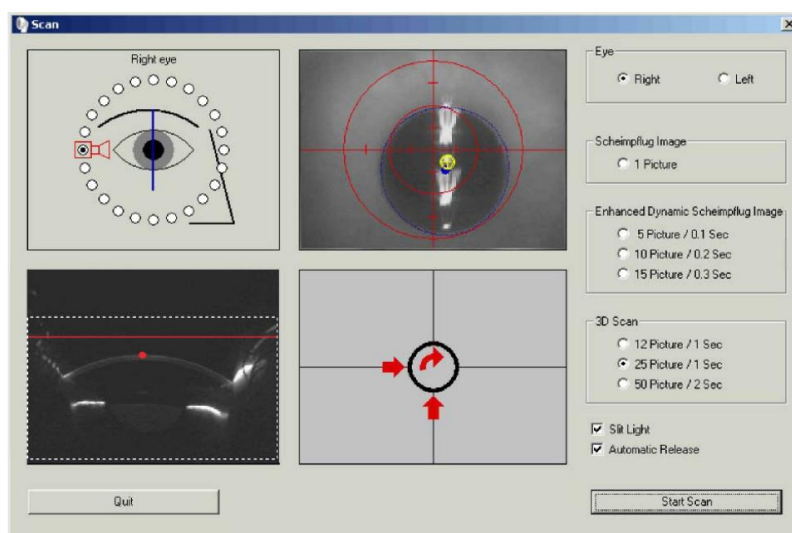 Scan
Right eye
Eye
Right
Left
Scheimpflug Image
1 Picture
Enhanced Dynamic Scheimpflug Image
5 Picture / 0.1 Sec
10 Picture / 0.2 Sec
15 Picture / 0.3 Sec
3D Scan
12 Picture / 1 Sec
25 Picture / 1 Sec
50 Picture / 2 Sec
Slit Light
Automatic Release
Quit
Start Scan